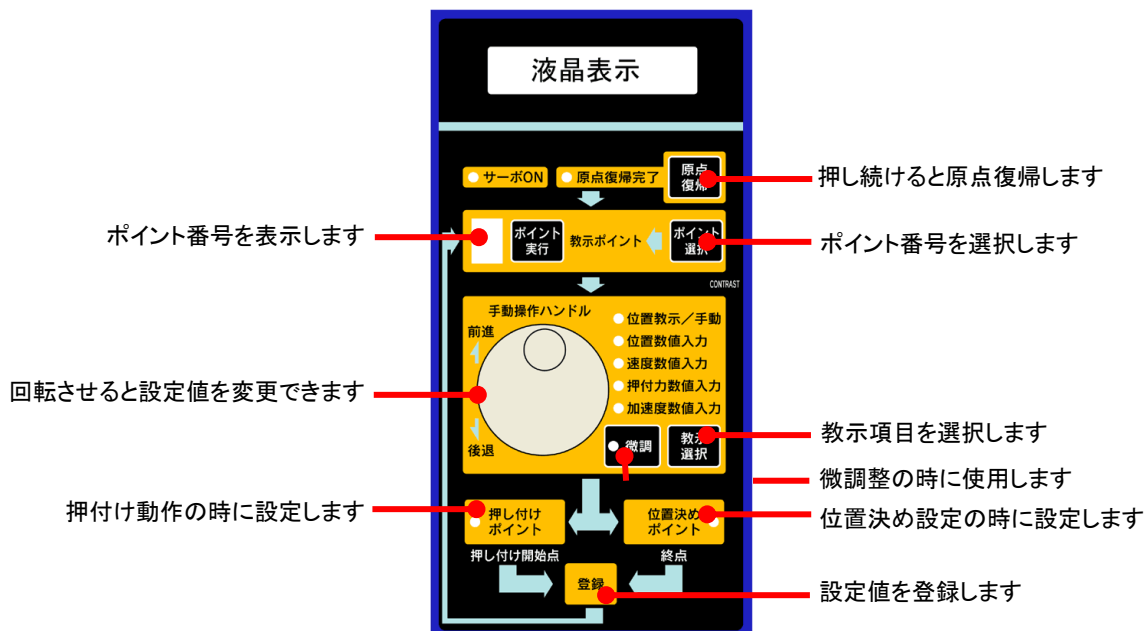 液晶表示
サーボON
原点復帰完了
原点
復帰
押し続けると原点復帰します
ポイント番号を表示します
ポイント
実行
教示ポイント
ポイント
選択
ポイント番号を選択します
CONTRAST
手動操作ハンドル
前進
後退
位置教示／手動
位置数値入力
速度数値入力
押付力数値入力
加速度数値入力
回転させると設定値を変更できます
微調
教示
選択
教示項目を選択します
微調整の時に使用します
押付け動作の時に設定します
押し付け
ポイント
位置決め
ポイント
位置決め設定の時に設定します
押し付け開始点
終点
登録
設定値を登録します